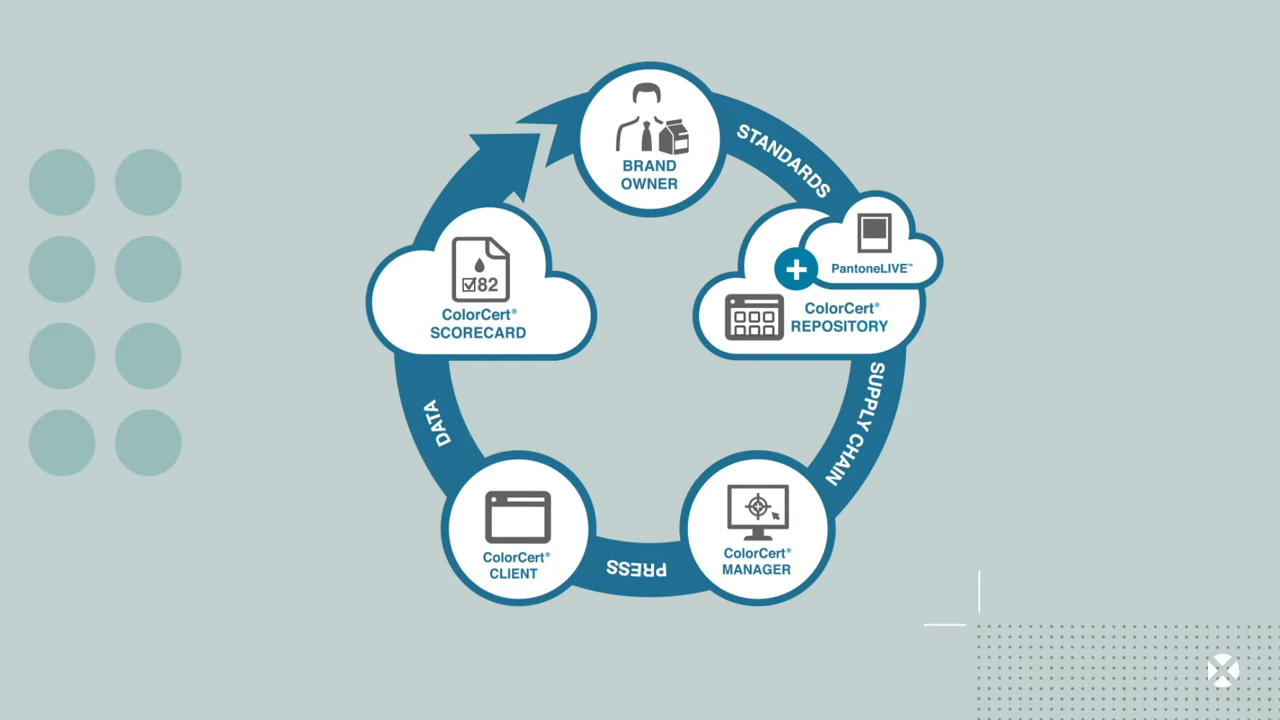 BRAND
OWNER
STANDARDS
PantoneLIVE™
ColorCert®
REPOSITORY
SUPPLY CHAIN
ColorCert®
MANAGER
PRESS
ColorCert®
CLIENT
DATA
82
ColorCert®
SCORECARD